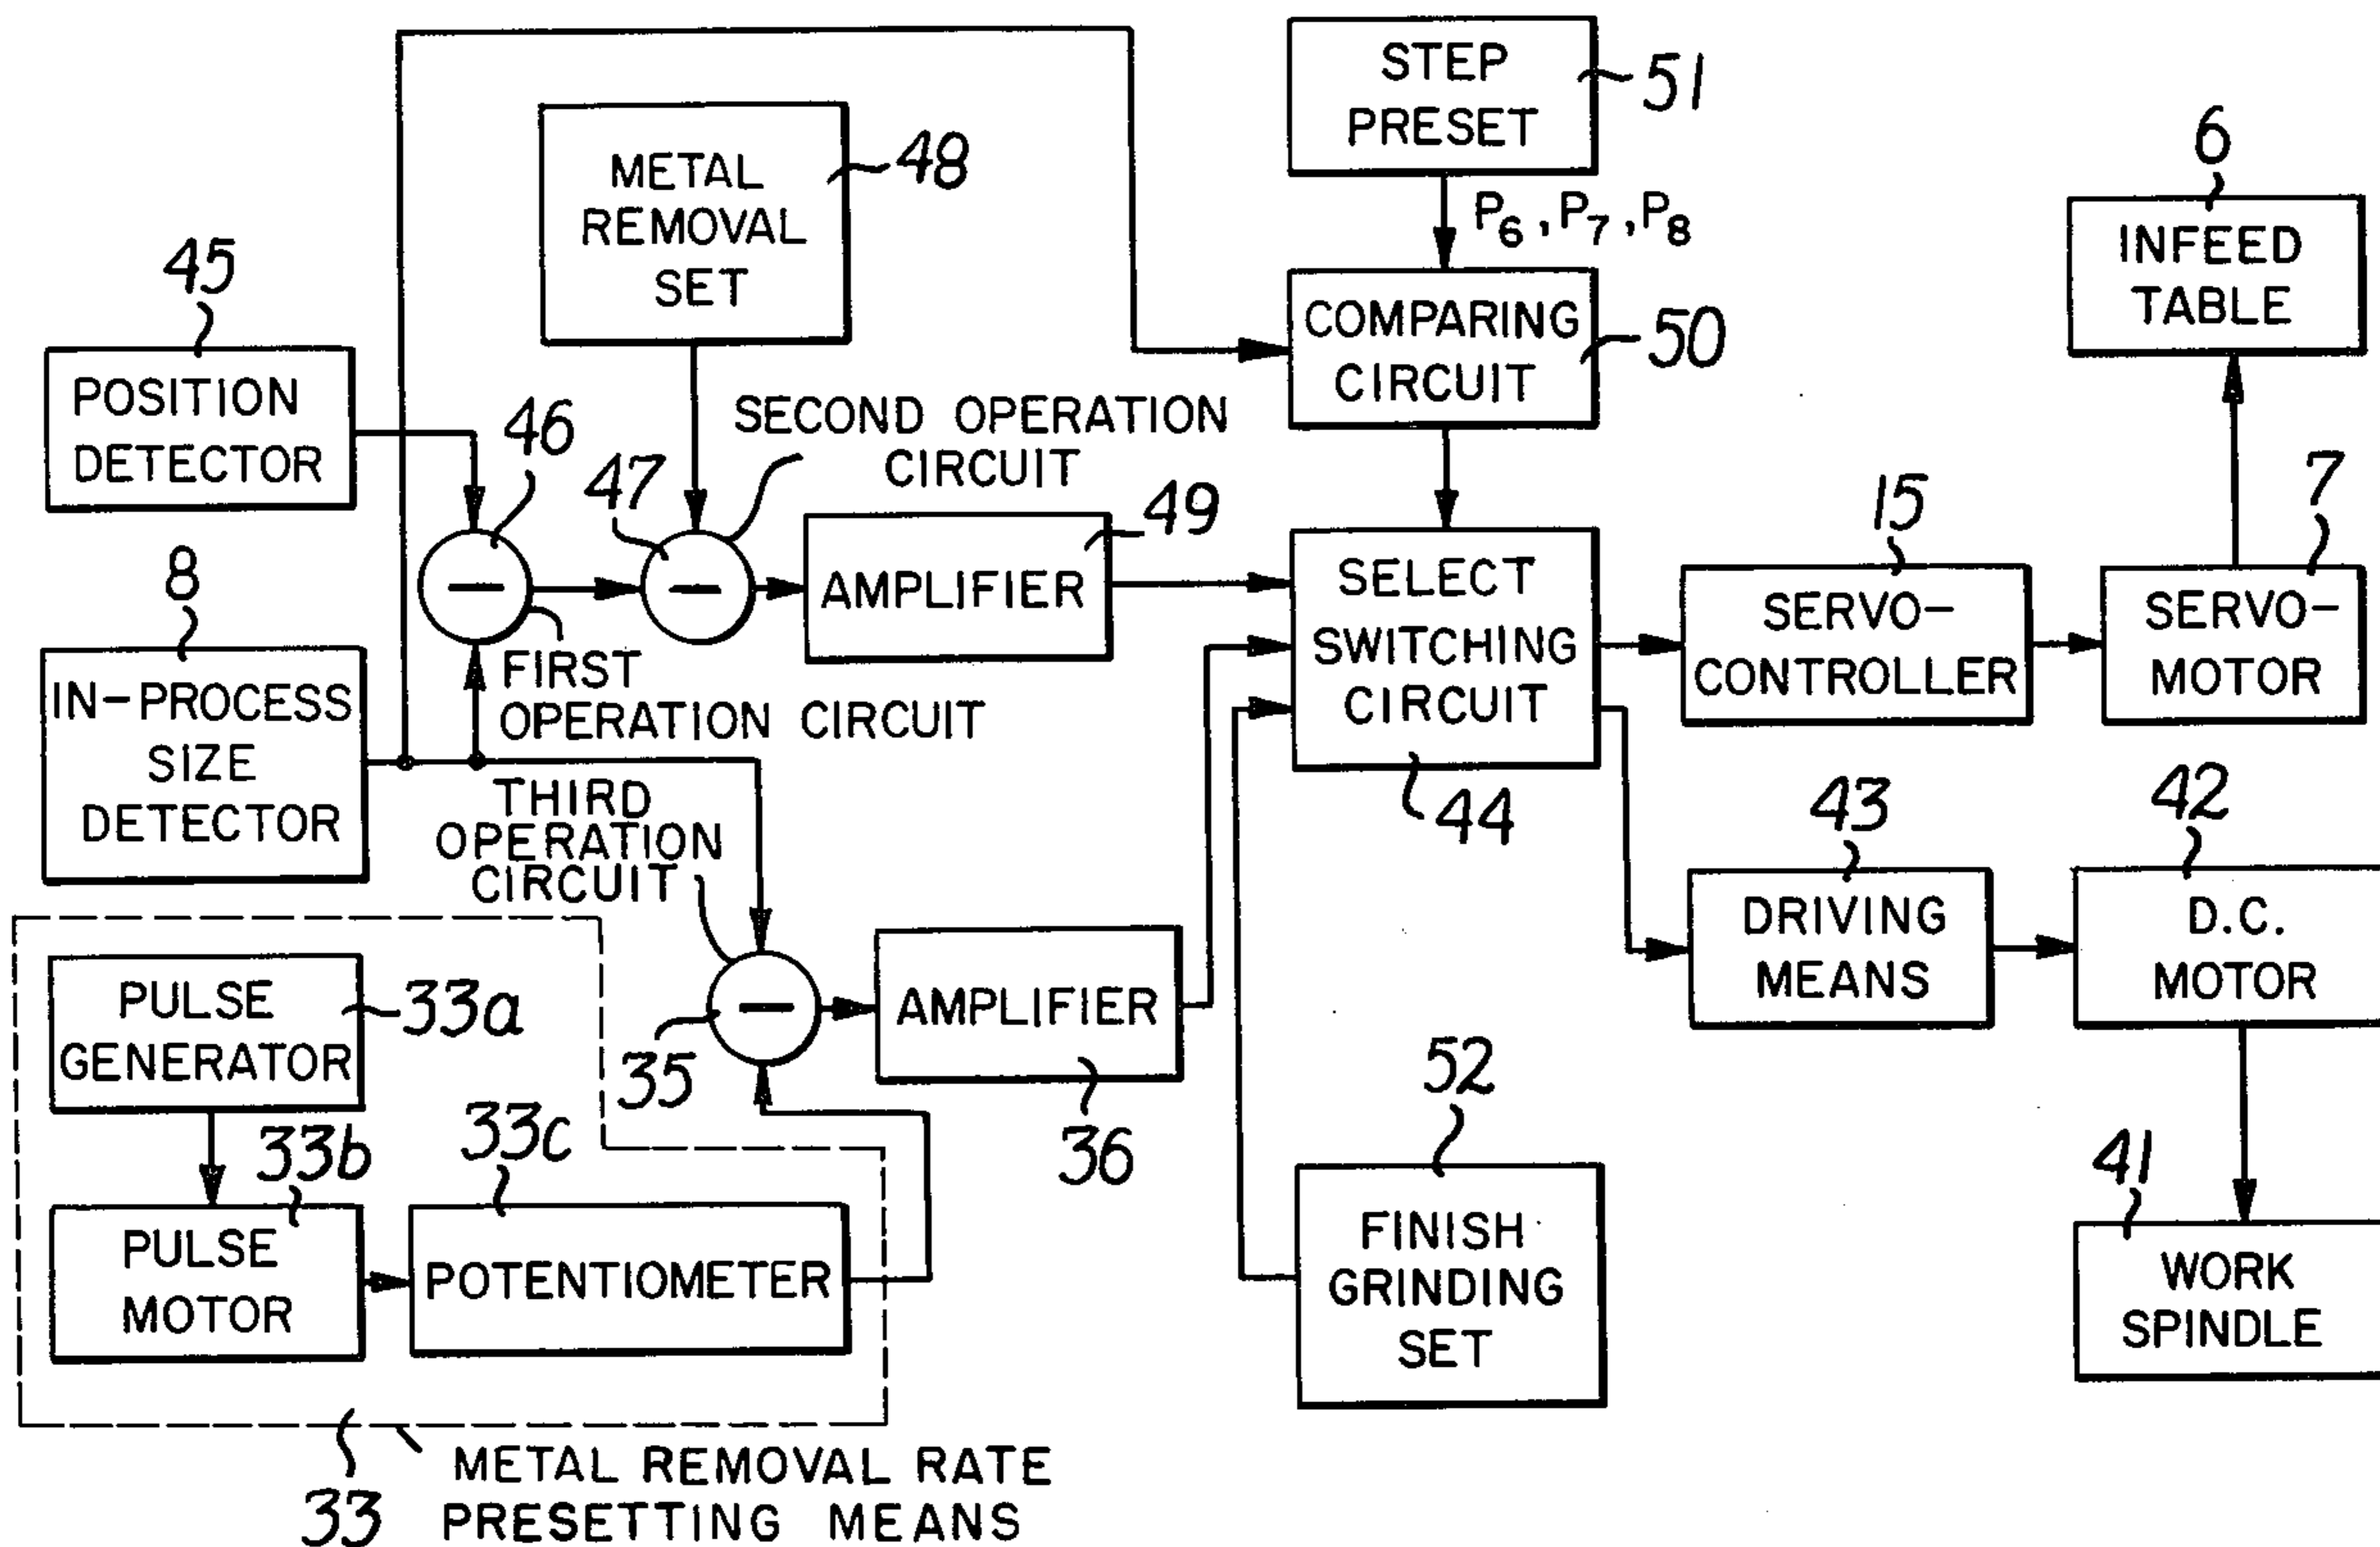 STEP
PRESET
51
P6, P7, P8
METAL
REMOVAL
SET
48
6
INFEED
TABLE
45
POSITION
DETECTOR
COMPARING
CIRCUIT
50
46
47
SECOND OPERATION
CIRCUIT
49
AMPLIFIER
8
IN-PROCESS
SIZE
DETECTOR
FIRST
OPERATION CIRCUIT
SELECT
SWITCHING
CIRCUIT
44
15
SERVO-
CONTROLLER
7
SERVO-
MOTOR
THIRD
OPERATION
CIRCUIT
43
DRIVING
MEANS
42
D.C.
MOTOR
PULSE
GENERATOR
33a
35
AMPLIFIER
36
33b
PULSE
MOTOR
33c
POTENTIOMETER
52
FINISH
GRINDING
SET
41
WORK
SPINDLE
33
METAL REMOVAL RATE
PRESETTING MEANS